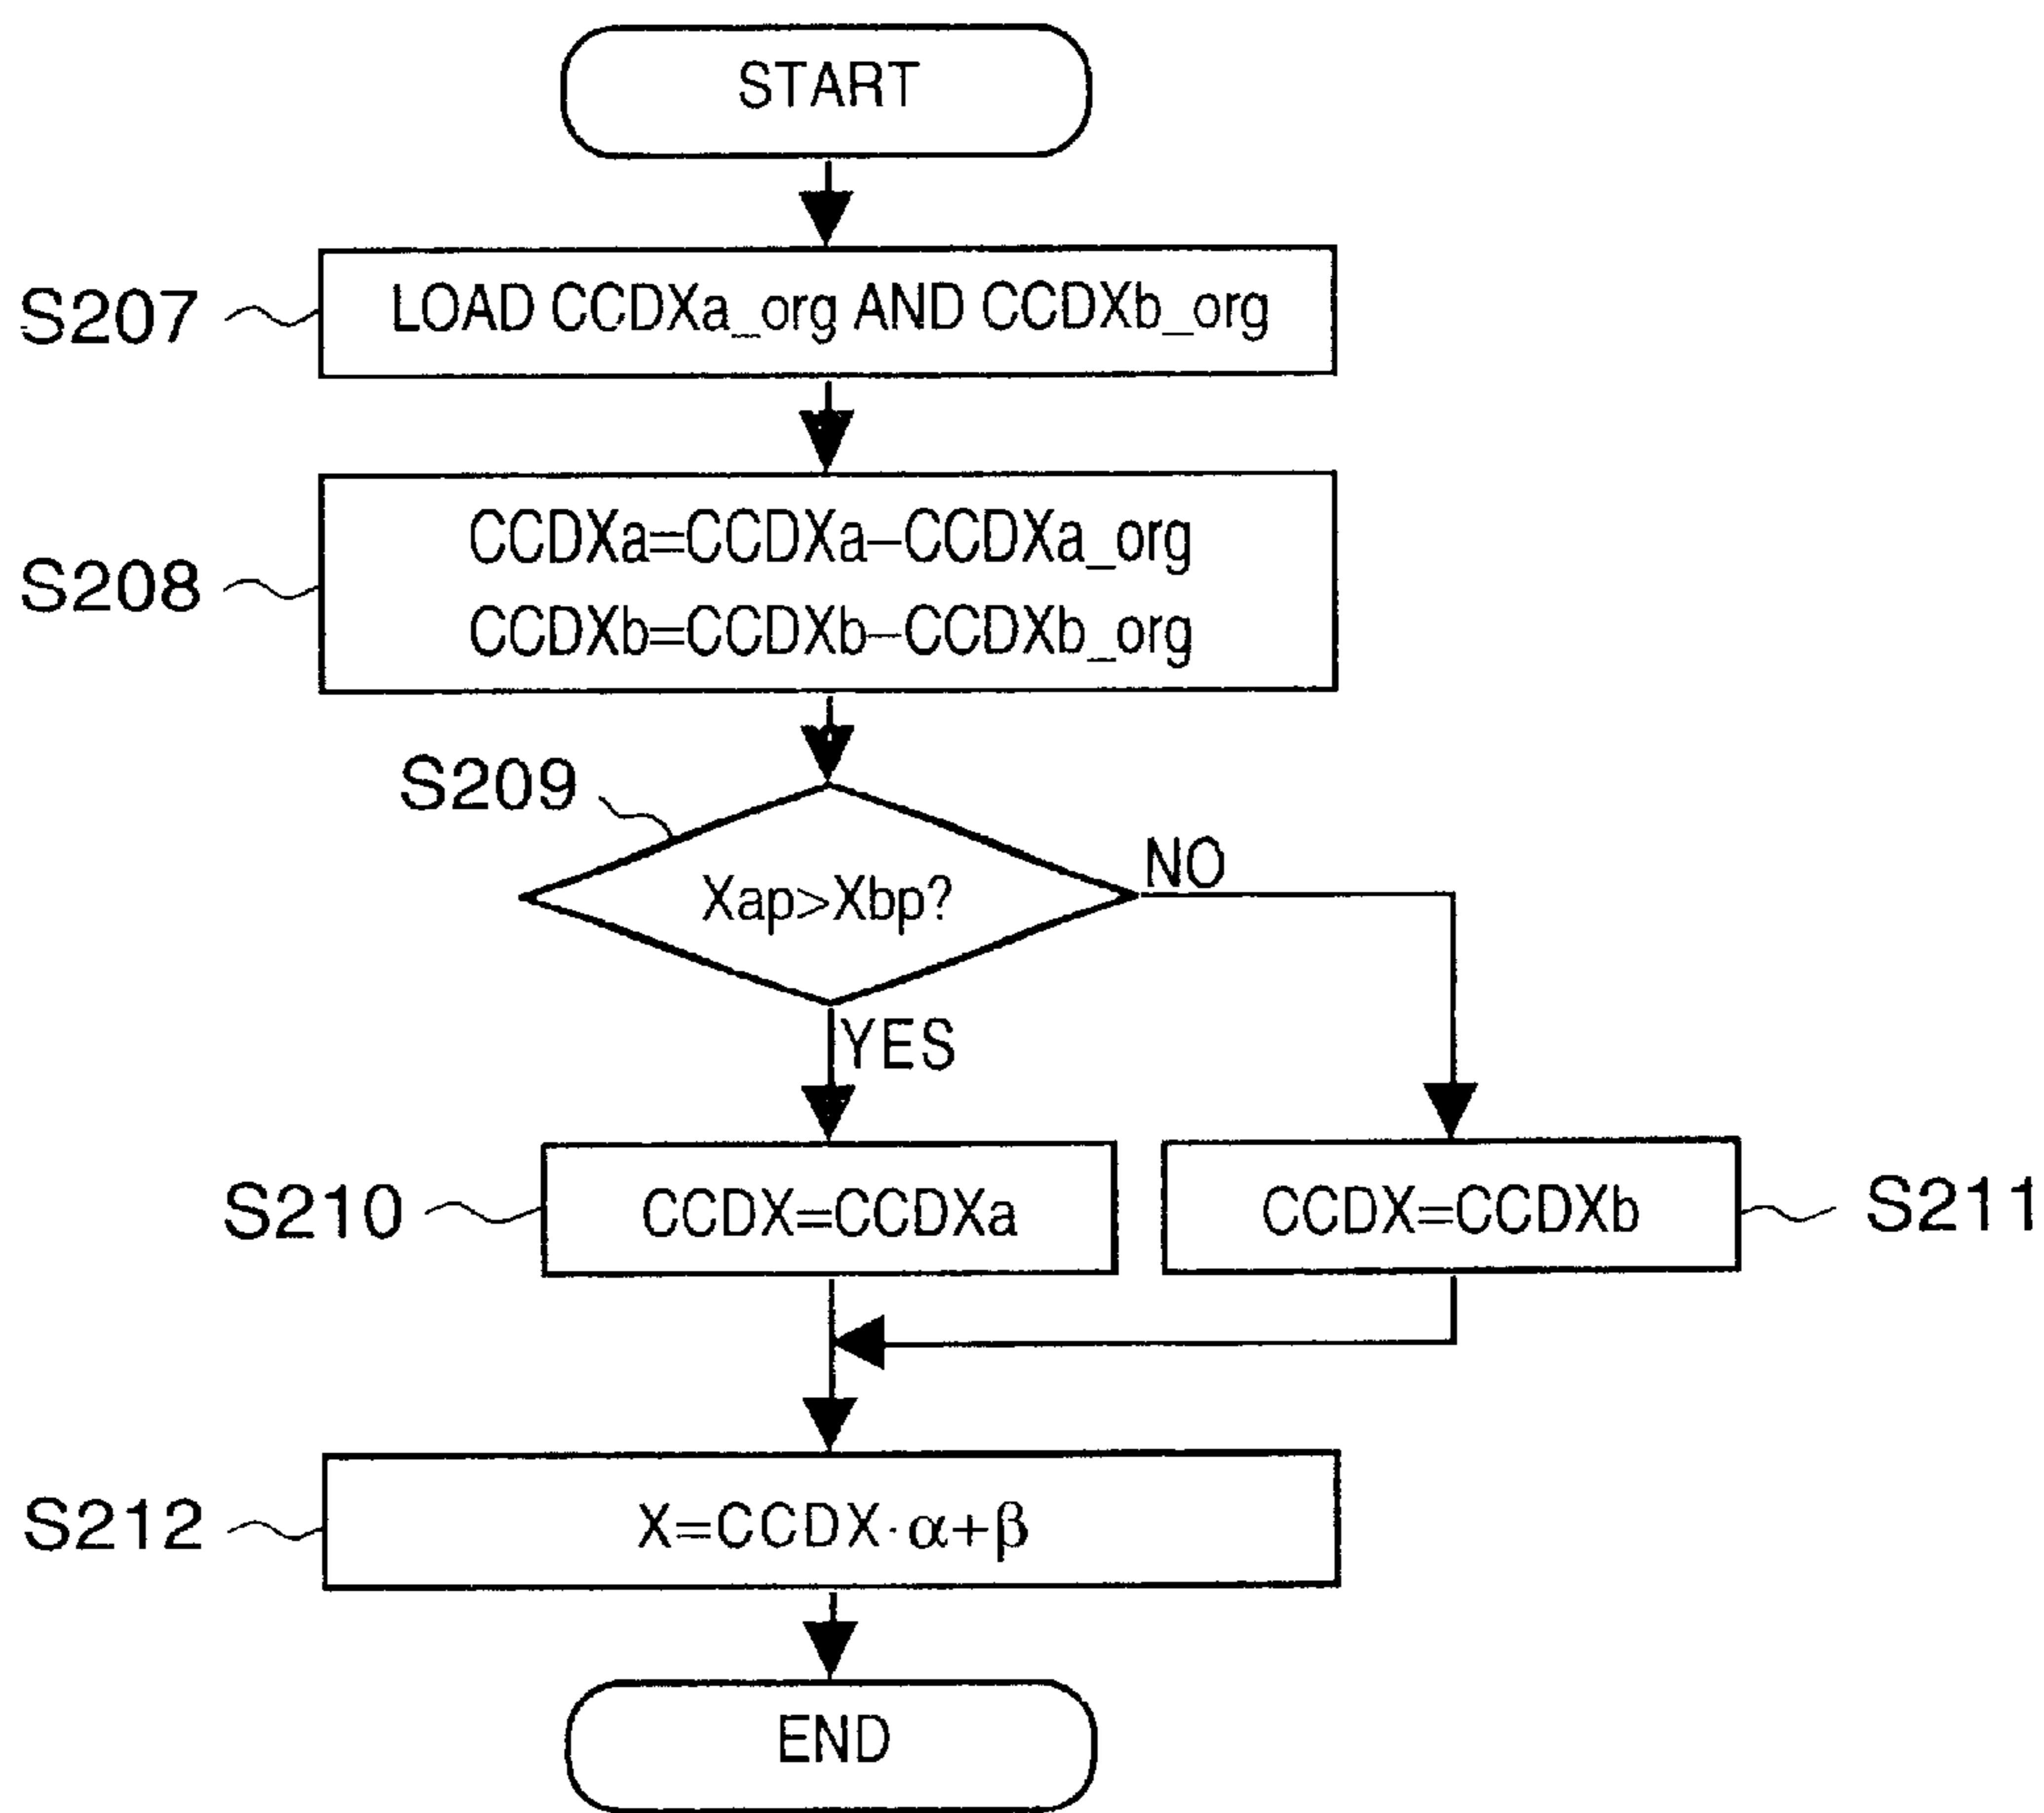 START
S207
LOAD CCDXa_org AND CCDXb_org
S208
CCDXa=CCDXa−CCDXa_org
CCDXb=CCDXb−CCDXb_org
S209
Xap>Xbp?
NO
YES
S210
CCDX=CCDXa
CCDX=CCDXb
S211
S212
X=CCDX·α+β
END